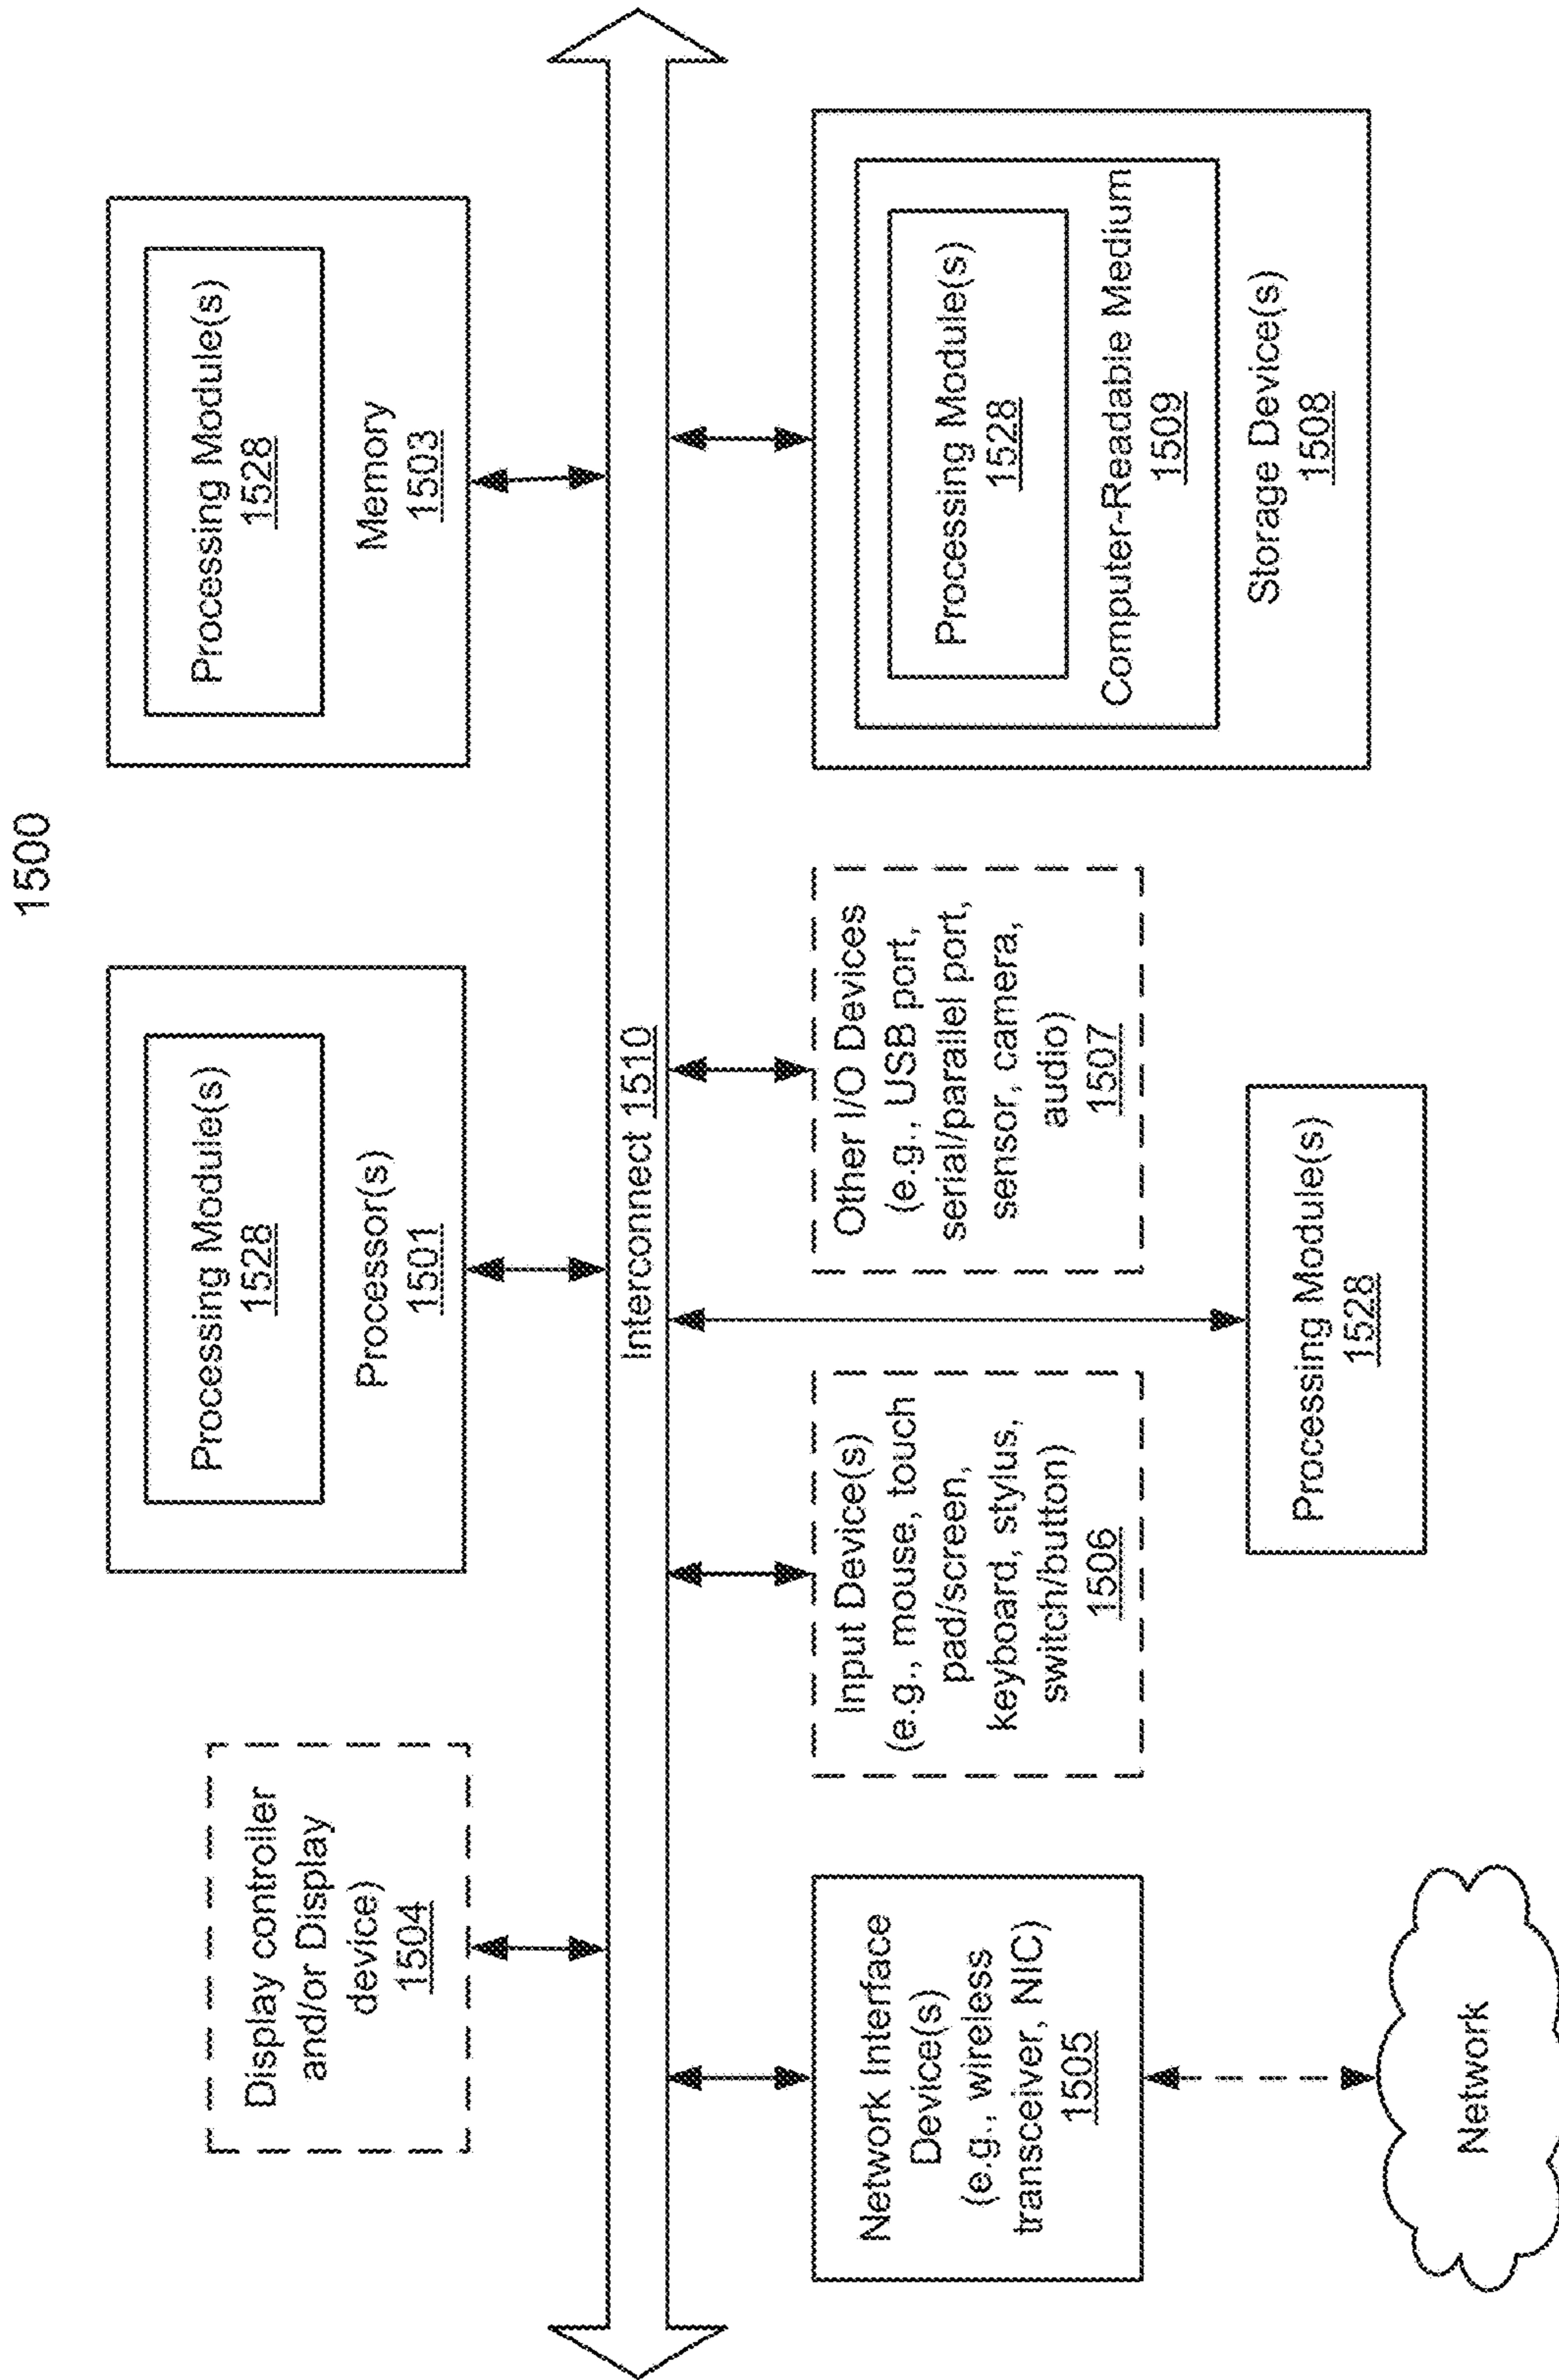 1500
Display controller
and/or Display
device)
1504
Processing Module(s)
1528
Processor(s)
1501
Processing Module(s)
1528
Memory
1503
Interconnect 1510
Network Interface
Device(s)
(e.g., wireless
transceiver, NIC)
1505
Input Device(s)
(e.g., mouse, touch
pad/screen,
keyboard, stylus,
switch/button)
1506
Other I/O Devices
(e.g., USB port,
serial/parallel port,
sensor, camera,
audio)
1507
Processing Module(s)
1528
Computer-Readable Medium
1509
Storage Device(s)
1508
Processing Module(s)
1528
Network